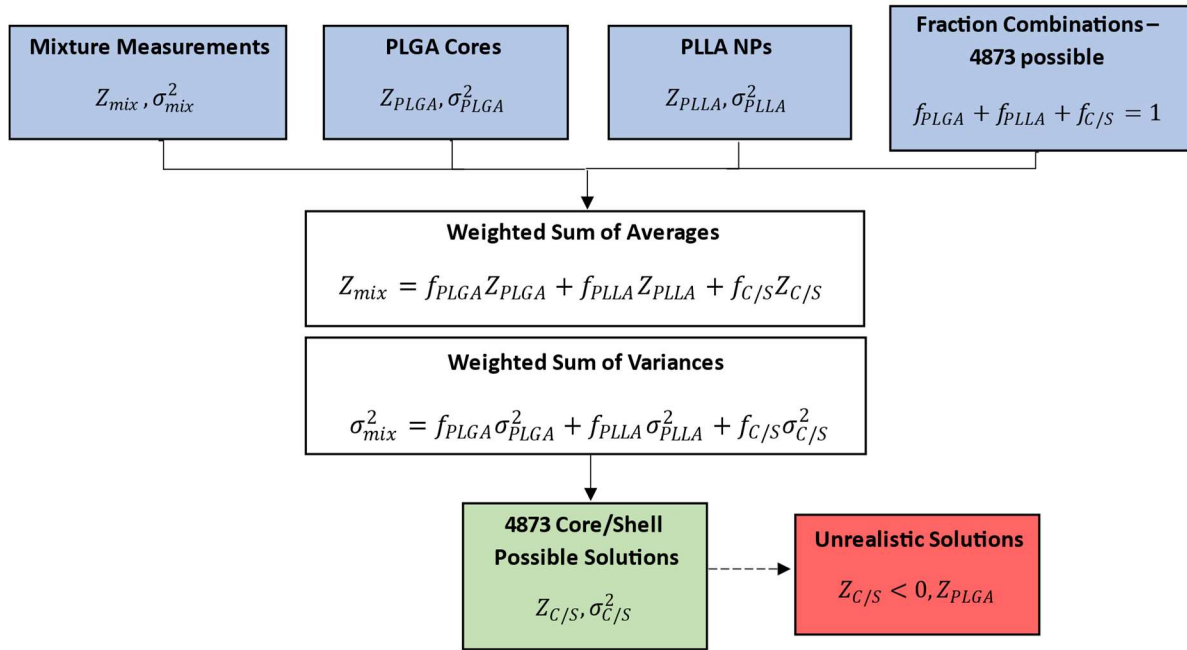 Mixture Measurements
Z_mix, σ²_mix
PLGA Cores
Z_PLGA, σ²_PLGA
PLLA NPs
Z_PLLA, σ²_PLLA
Fraction Combinations –
4873 possible
f_PLGA + f_PLLA + f_C/S = 1
Weighted Sum of Averages
Z_mix = f_PLGA Z_PLGA + f_PLLA Z_PLLA + f_C/S Z_C/S
Weighted Sum of Variances
σ²_mix = f_PLGA σ²_PLGA + f_PLLA σ²_PLLA + f_C/S σ²_C/S
4873 Core/Shell
Possible Solutions
Z_C/S, σ²_C/S
Unrealistic Solutions
Z_C/S < 0, Z_PLGA